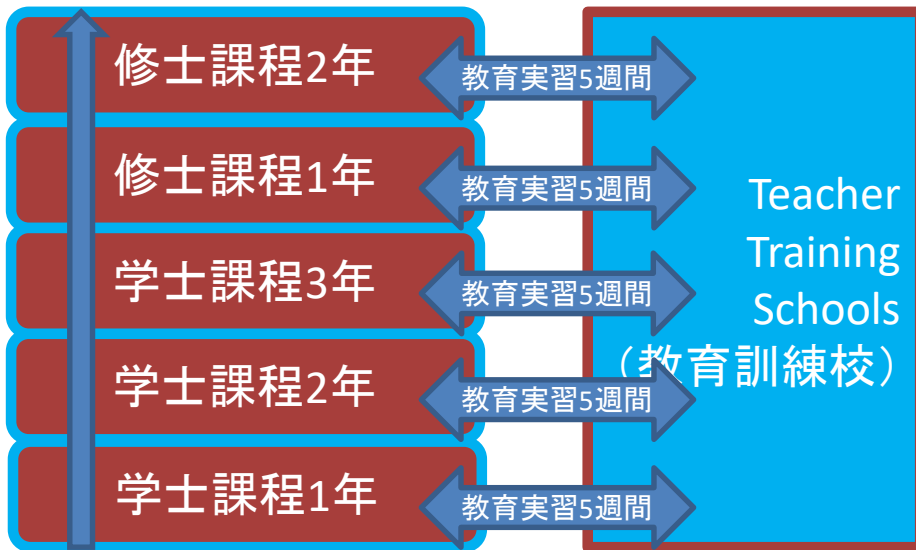 修士課程2年
教育実習5週間
修士課程1年
教育実習5週間
学士課程3年
教育実習5週間
学士課程2年
教育実習5週間
学士課程1年
教育実習5週間
Teacher
Training
Schools
（教育訓練校）